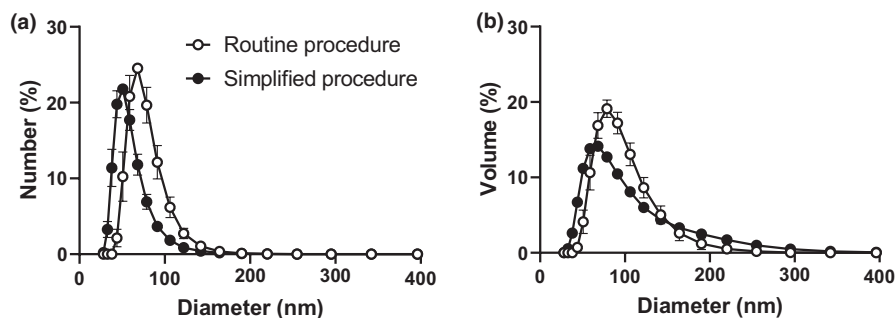 (a)
30
20
10
0
Number (%)
0 100 200 300 400
Diameter (nm)
Routine procedure
Simplified procedure
(b)
30
20
10
0
Volume (%)
0 100 200 300 400
Diameter (nm)